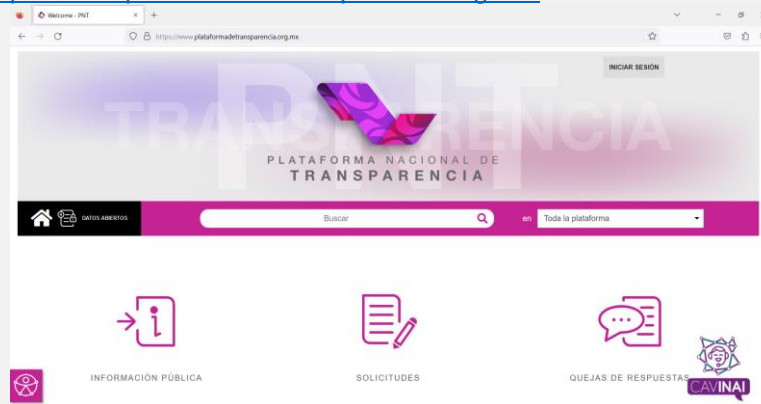 Welcome - PNT
https://www.plataformadetransparencia.org.mx
INICIAR SESIÓN
PNT
TRANSPARENCIA
PLATAFORMA NACIONAL DE
TRANSPARENCIA
DATOS ABIERTOS
Buscar
en
Toda la plataforma
INFORMACIÓN PÚBLICA
SOLICITUDES
QUEJAS DE RESPUESTAS
CAVINAI